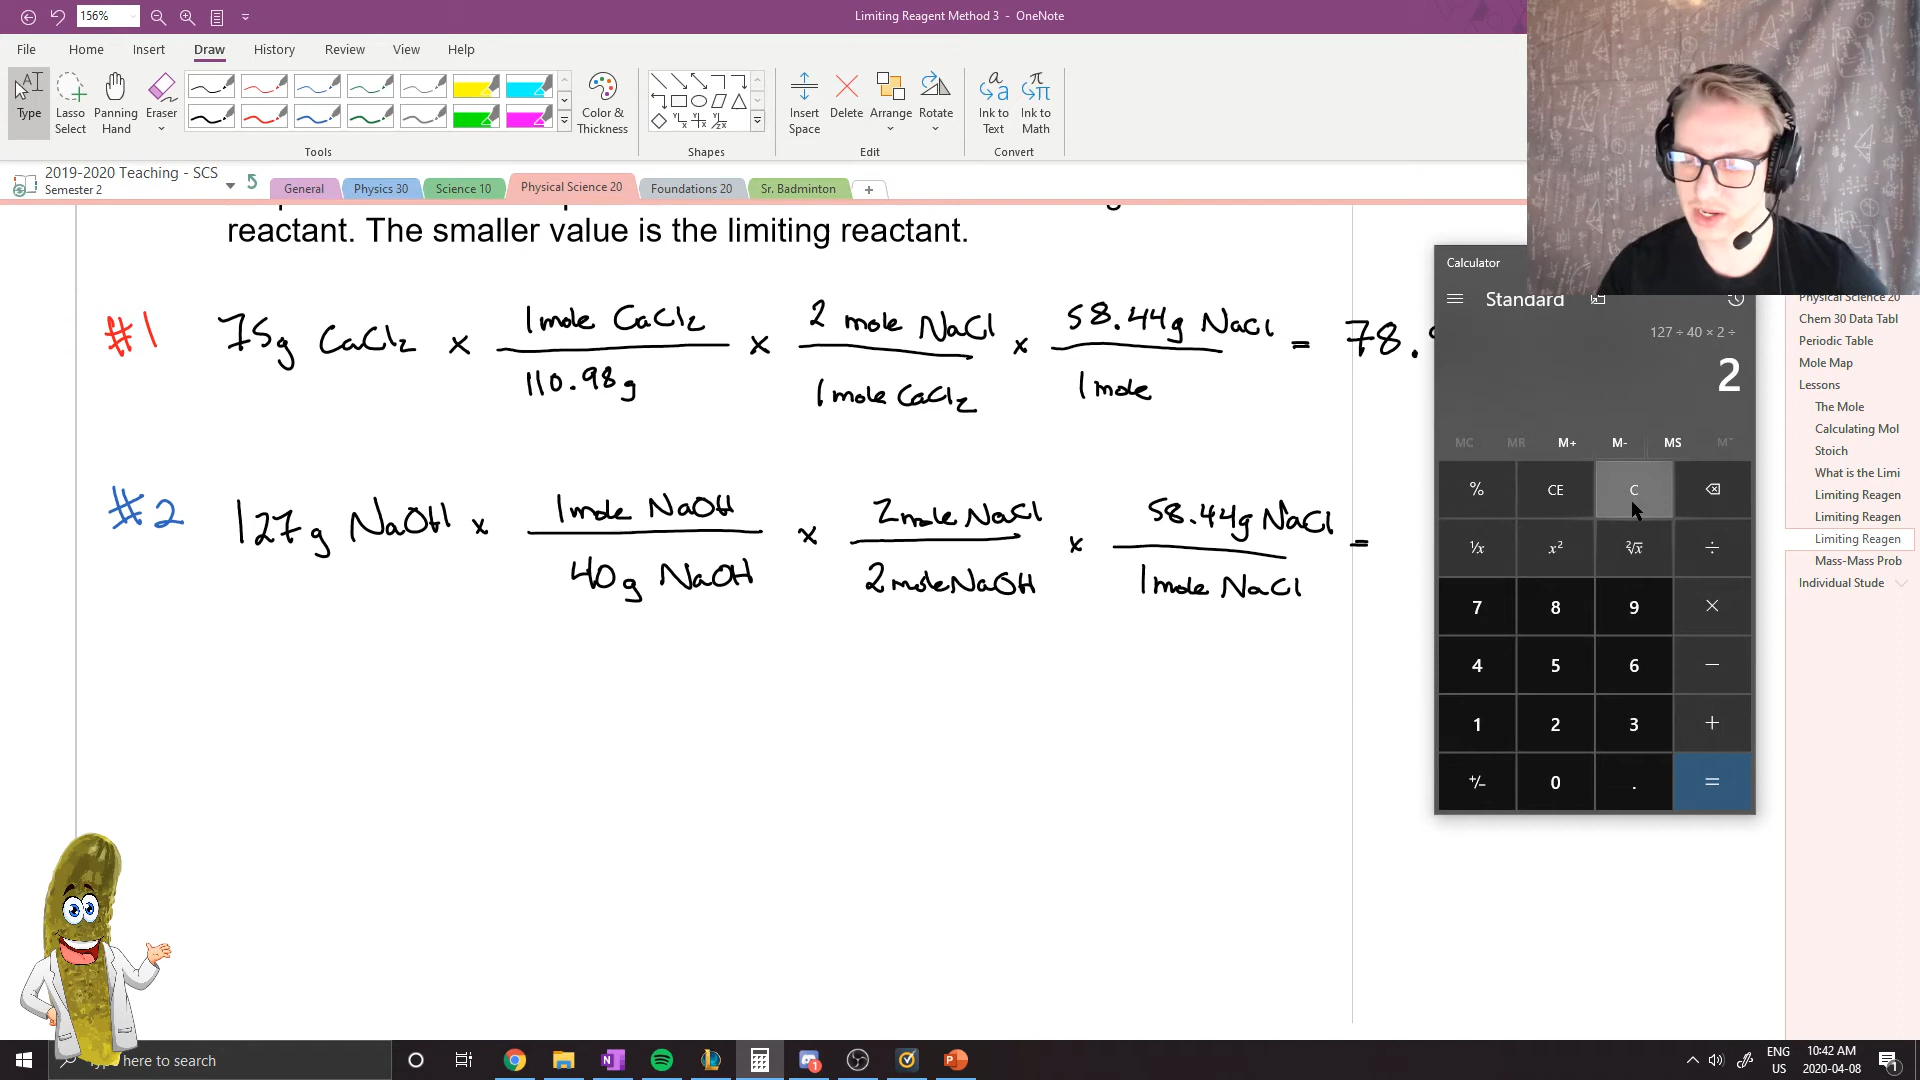 156%
Limiting Reagent Method 3 - OneNote
File Home Insert Draw History Review View Help
Type
Lasso Select
Panning Hand
Eraser
Color & Thickness
Insert Space
Delete
Arrange
Rotate
Ink to Text
Ink to Math
Tools Shapes Edit Convert
2019-2020 Teaching - SCS
Semester 2
General Physics 30 Science 10 Physical Science 20 Foundations 20 Sr. Badminton +
reactant. The smaller value is the limiting reactant.
#1 75g CaCl2 x 1 mole CaCl2 / 110.98g x 2 mole NaCl / 1 mole CaCl2 x 58.44g NaCl / 1 mole = 78.
#2 127g NaOH x 1 mole NaOH / 40g NaOH x 2 mole NaCl / 2 mole NaOH x 58.44g NaCl / 1 mole NaCl =
Calculator
Standard
127 ÷ 40 × 2 ÷
2
MC MR M+ M- MS
% CE C
⅟x x² ²√x ÷
7 8 9 ×
4 5 6 −
1 2 3 +
+/− 0 . =
Physical Science 20
Chem 30 Data Tabl
Periodic Table
Mole Map
Lessons
The Mole
Calculating Mol
Stoich
What is the Limi
Limiting Reagen
Limiting Reagen
Limiting Reagen
Mass-Mass Prob
Individual Stude
here to search
ENG
US
10:42 AM
2020-04-08